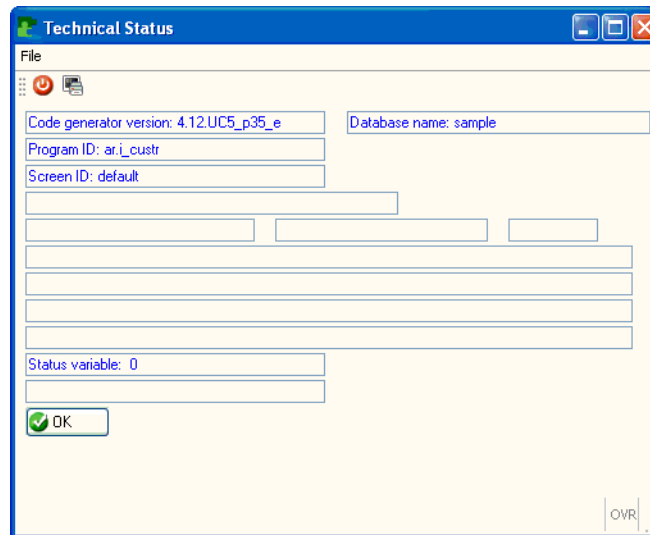 Technical Status
File
Code generator version: 4.12.UC5_p35_e Database name: sample
Program ID: ar.i_custr
Screen ID: default
Status variable: 0
OK
OVR